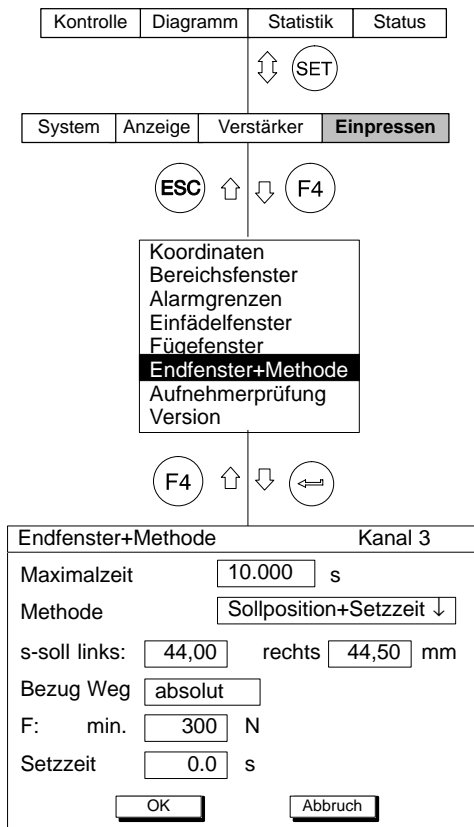 Kontrolle Diagramm Statistik Status
SET
System Anzeige Verstärker Einpressen
ESC F4
Koordinaten
Bereichsfenster
Alarmgrenzen
Einfädelfenster
Fügefenster
Endfenster+Methode
Aufnehmerprüfung
Version
F4
Endfenster+Methode Kanal 3
Maximalzeit 10.000 s
Methode Sollposition+Setzzeit ↓
s-soll links: 44,00 rechts 44,50 mm
Bezug Weg absolut
F: min. 300 N
Setzzeit 0.0 s
OK Abbruch